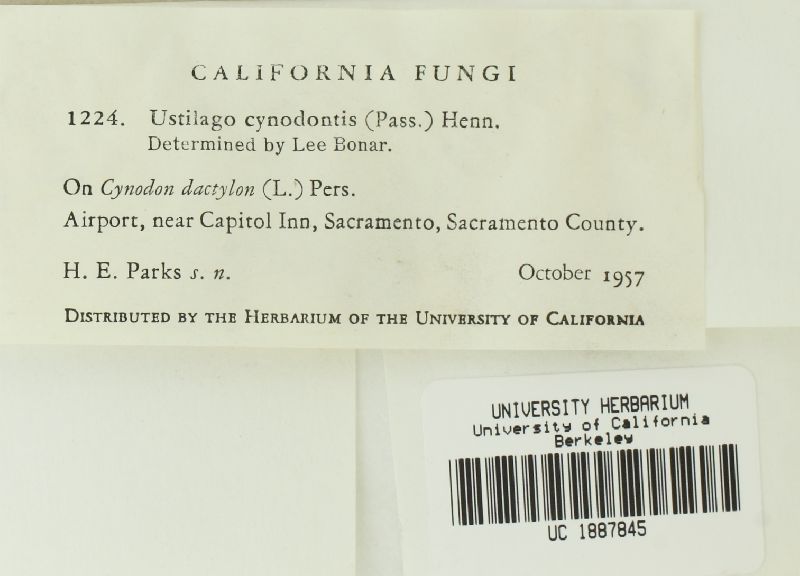 CALIFORNIA FUNGI
1224. Ustilago cynodontis (Pass.) Henn.
Determined by Lee Bonar.
On Cynodon dactylon (L.) Pers.
Airport, near Capitol Inn, Sacramento, Sacramento County.
H. E. Parks s. n. October 1957
DISTRIBUTED BY THE HERBARIUM OF THE UNIVERSITY OF CALIFORNIA
UNIVERSITY HERBARIUM
University of California
Berkeley
UC 1887845